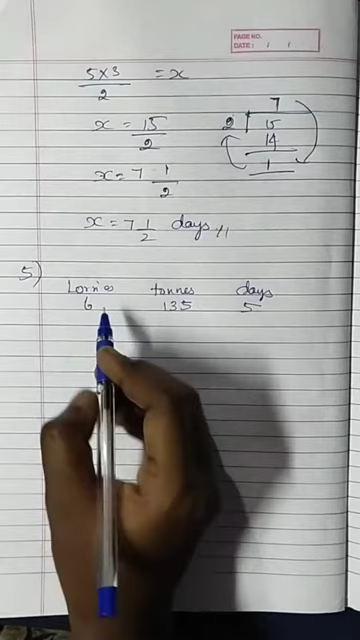 PAGE NO.
DATE: / /
5 x 3 / 2 = x
x = 15 / 2
7
2 15
14
1
x = 7 1/2
x = 7 1/2 days //
5)
Lorries tonnes days
6 135 5